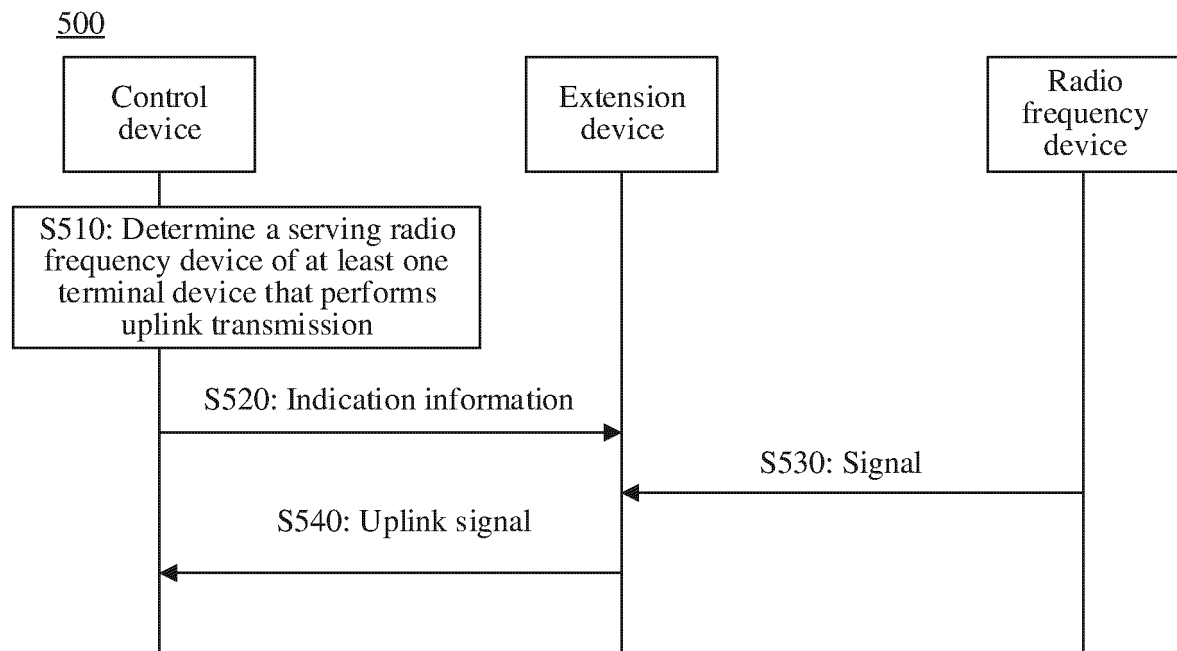 500
Control
device
Extension
device
Radio
frequency
device
S510: Determine a serving radio
frequency device of at least one
terminal device that performs
uplink transmission
S520: Indication information
S530: Signal
S540: Uplink signal